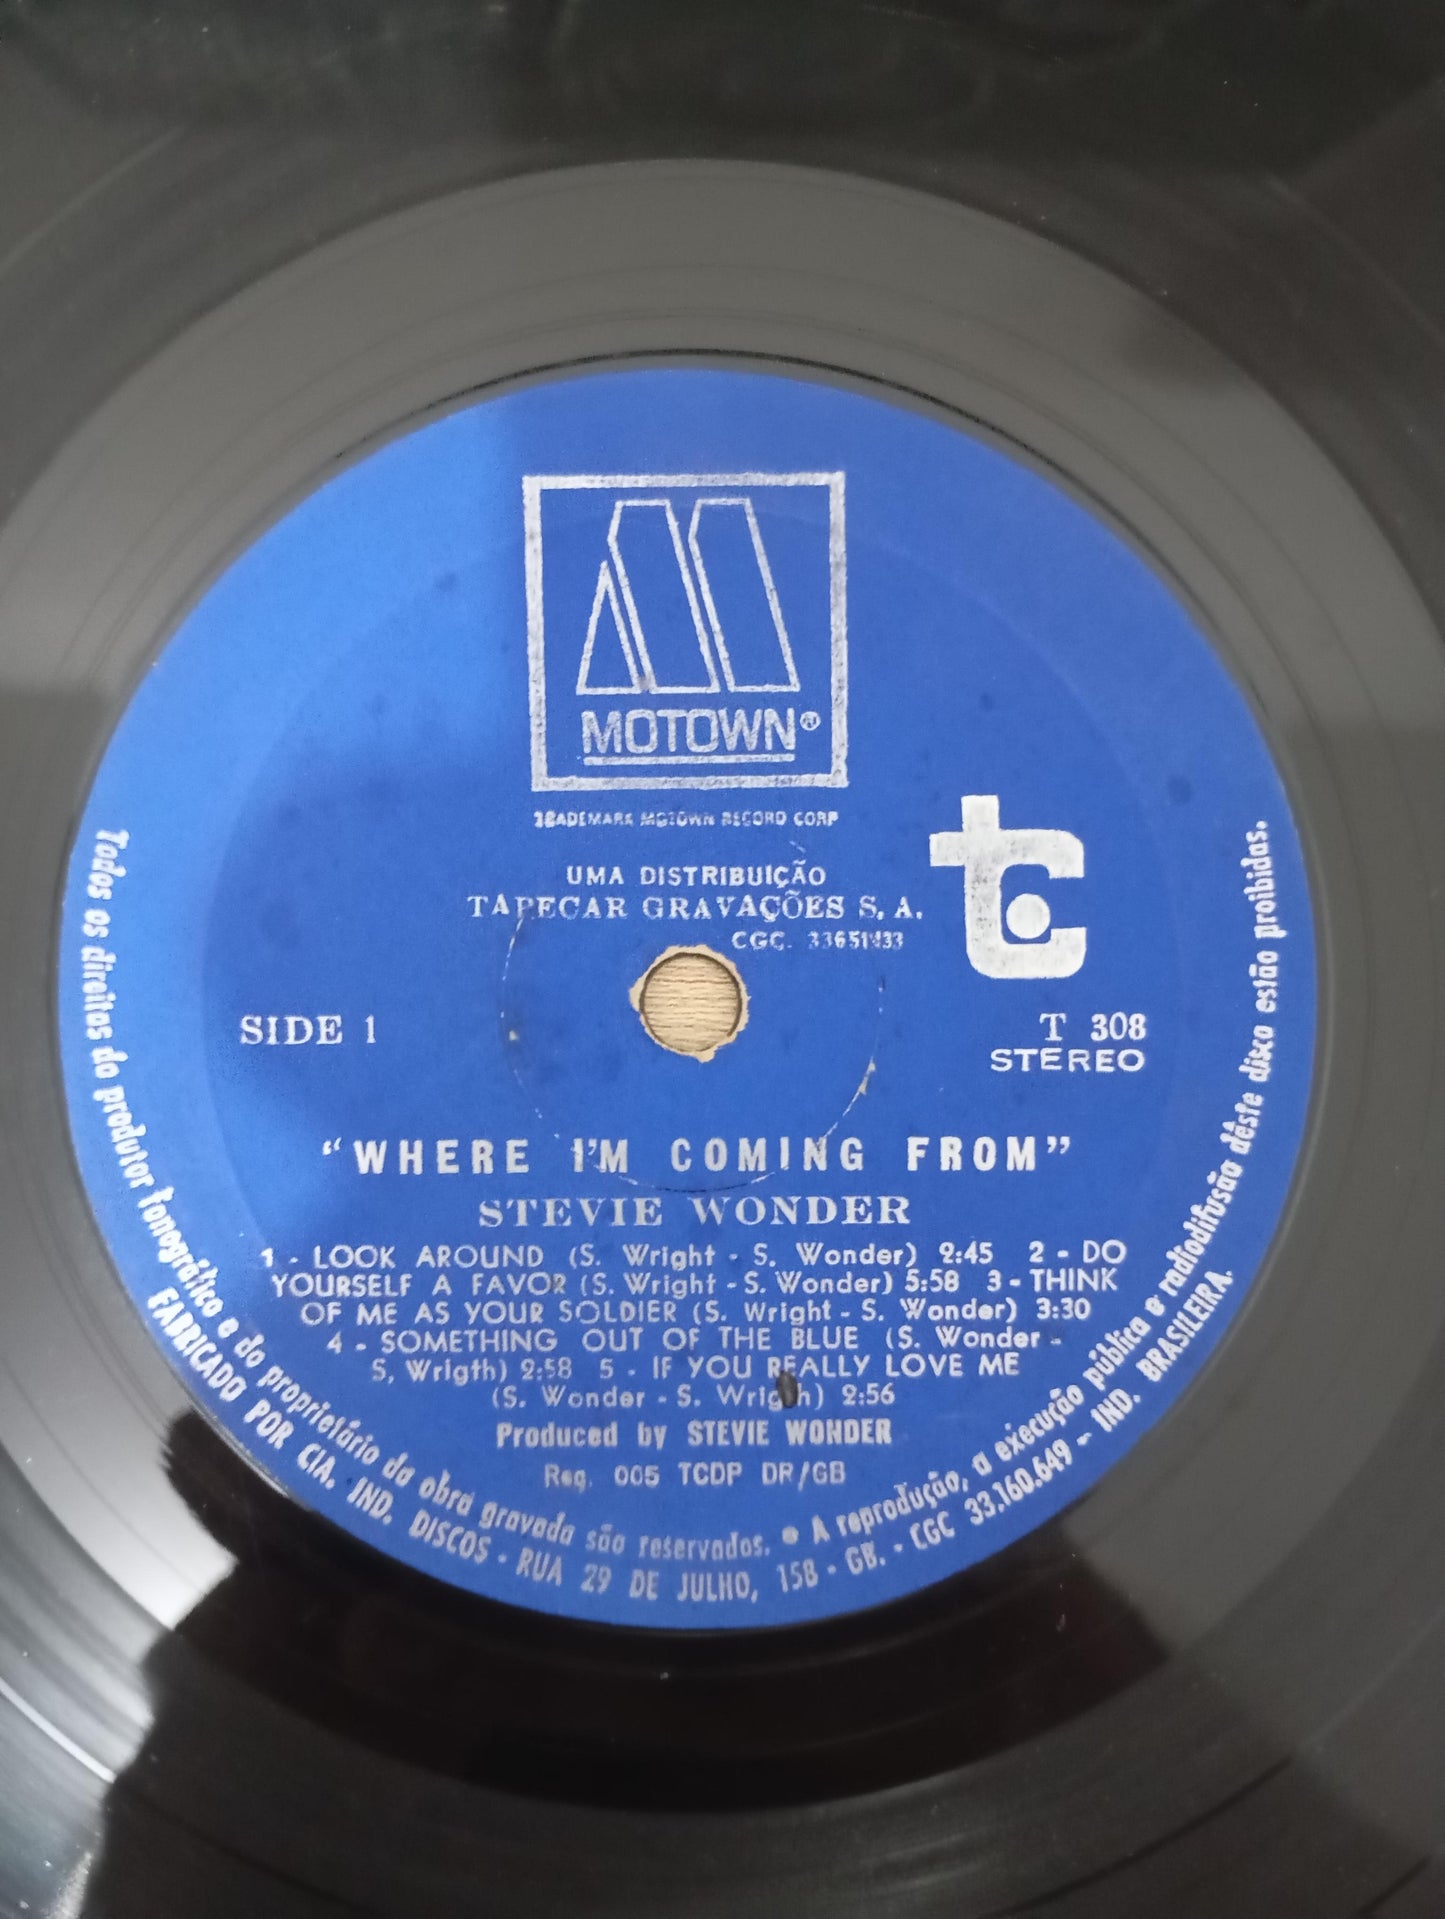 MOTOWN®
TRADEMARK MOTOWN RECORD CORP
UMA DISTRIBUIÇÃO
TAPECAR GRAVAÇÕES S. A.
CGC.
tc
SIDE 1
T 308
STEREO
“WHERE I'M COMING FROM”
STEVIE WONDER
1 - LOOK AROUND (S. Wright - S. Wonder) 2:45 2 - DO
YOURSELF A FAVOR (S. Wright - S. Wonder) 5:58 3 - THINK
OF ME AS YOUR SOLDIER (S. Wright - S. Wonder) 3:30
4 - SOMETHING OUT OF THE BLUE (S. Wonder -
S, Wrigth) 2:58 5 - IF YOU REALLY LOVE ME
(S. Wonder - S. Wrigth) 2:56
Produced by STEVIE WONDER
Reg. 005 TCDP DR/GB
Todos os direitos do produtor fonográfico e do proprietário da obra gravada são reservados. • A reprodução, a execução pública e radiodifusão dêste disco estão proibidas.
FABRICADO POR CIA. IND. DISCOS - RUA 29 DE JULHO, 158 - GB. - CGC 33.160.649 - IND. BRASILEIRA.